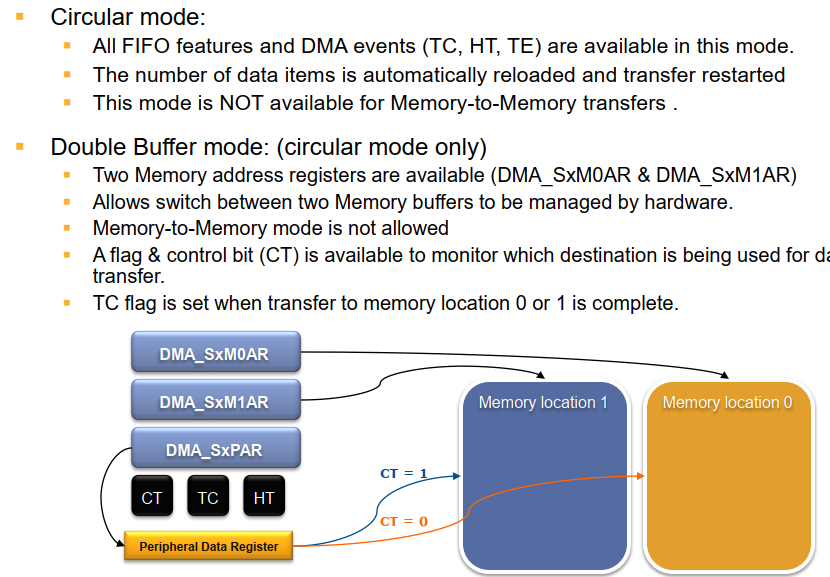 Circular mode:
All FIFO features and DMA events (TC, HT, TE) are available in this mode.
The number of data items is automatically reloaded and transfer restarted
This mode is NOT available for Memory-to-Memory transfers .
Double Buffer mode: (circular mode only)
Two Memory address registers are available (DMA_SxM0AR & DMA_SxM1AR)
Allows switch between two Memory buffers to be managed by hardware.
Memory-to-Memory mode is not allowed
A flag & control bit (CT) is available to monitor which destination is being used for
transfer.
TC flag is set when transfer to memory location 0 or 1 is complete.
DMA_SxM0AR
DMA_SxM1AR
DMA_SxPAR
CT TC HT
Peripheral Data Register
CT = 1
CT = 0
Memory location 1
Memory location 0